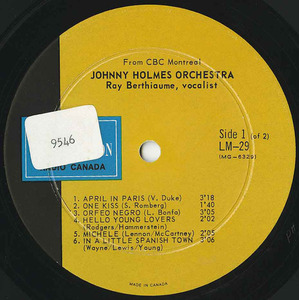 From CBC Montreal
JOHNNY HOLMES ORCHESTRA
Ray Berthiaume, vocalist
9546
ON
Side 1 (of 2)
LM-29
(MG-6329)
RADIO CANADA
1. APRIL IN PARIS (V. Duke) 3'18
2. ONE KISS (S. Romberg) 1'40
3. ORFEO NEGRO (L. Bonfa) 3'05
4. HELLO YOUNG LOVERS 2'02
(Rodgers/Hammerstein)
5. MICHELE (Lennon/McCartney) 2'05
6. IN A LITTLE SPANISH TOWN 3'06
(Wayne/Lewis/Young)
MADE IN CANADA